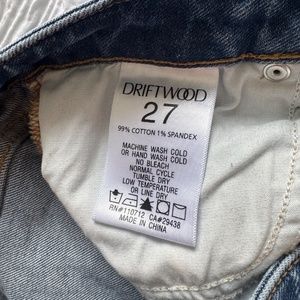 DRIFTWOOD
27
99% COTTON 1% SPANDEX
MACHINE WASH COLD
OR HAND WASH COLD
NO BLEACH
NORMAL CYCLE
TUMBLE DRY
LOW TEMPERATURE
OR LINE DRY
RN#110712 CA#29438
MADE IN CHINA